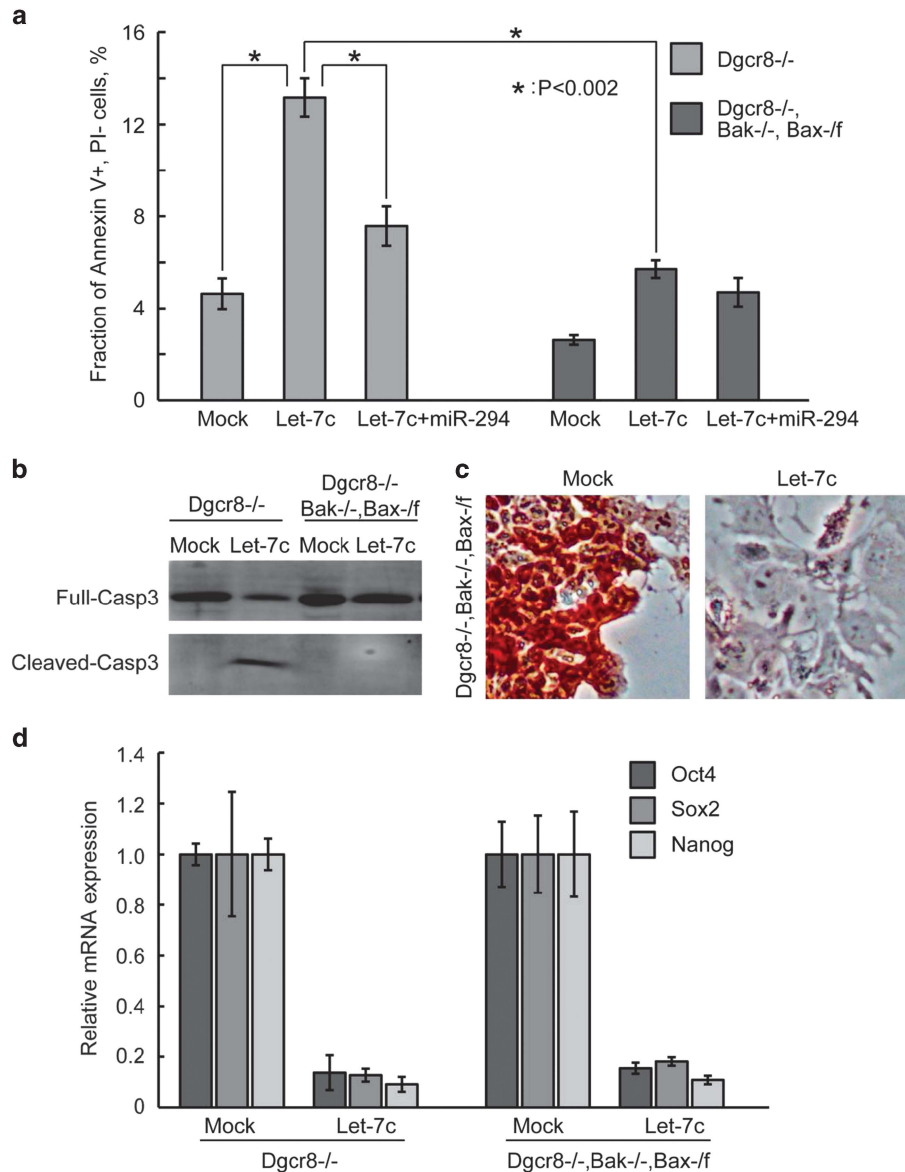 a
Fraction of Annexin V+, PI- cells, %
16
12
8
4
0
*
*
*
* :P<0.002
Dgcr8-/-
Dgcr8-/-,
Bak-/-, Bax-/f
Mock
Let-7c
Let-7c+miR-294
Mock
Let-7c
Let-7c+miR-294
b
Dgcr8-/-
Dgcr8-/-
Bak-/-,Bax-/f
Mock Let-7c Mock Let-7c
Full-Casp3
Cleaved-Casp3
c
Mock
Let-7c
Dgcr8-/-,Bak-/-,Bax-/f
d
Relative mRNA expression
1.4
1.2
1.0
0.8
0.6
0.4
0.2
0
Oct4
Sox2
Nanog
Mock
Let-7c
Mock
Let-7c
Dgcr8-/-
Dgcr8-/-,Bak-/-,Bax-/f